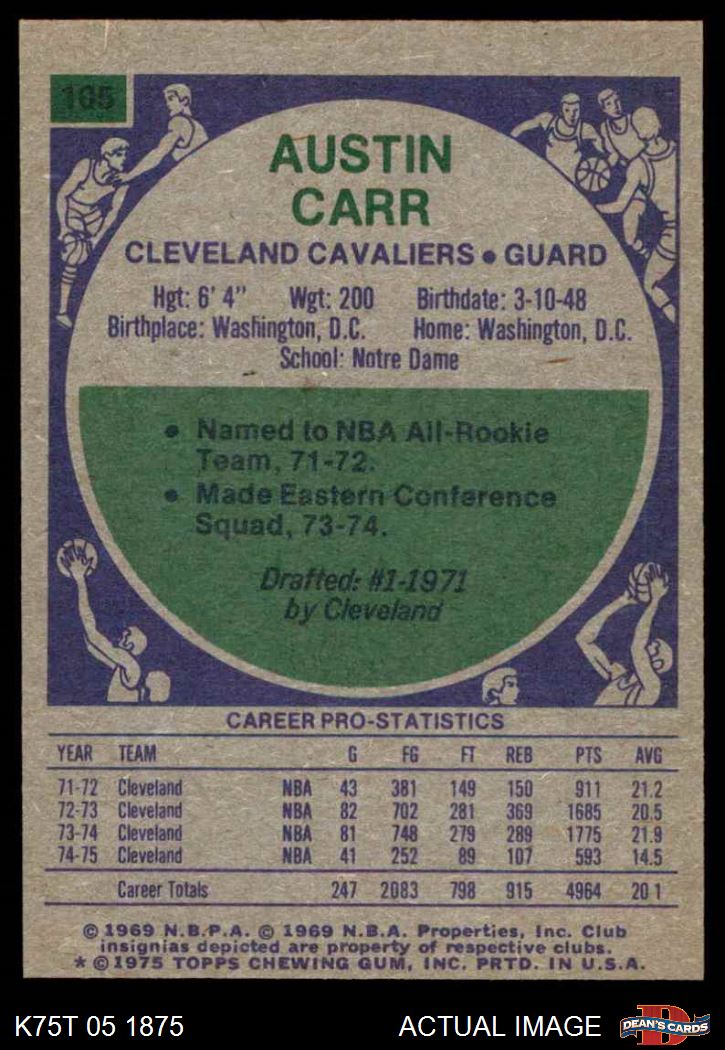 165
AUSTIN
CARR
CLEVELAND CAVALIERS • GUARD
Hgt: 6' 4" Wgt: 200 Birthdate: 3-10-48
Birthplace: Washington, D.C. Home: Washington, D.C.
School: Notre Dame
• Named to NBA All-Rookie
Team, 71-72.
• Made Eastern Conference
Squad, 73-74.
Drafted: #1-1971
by Cleveland
CAREER PRO-STATISTICS
YEAR TEAM G FG FT REB PTS AVG
71-72 Cleveland NBA 43 381 149 150 911 21.2
72-73 Cleveland NBA 82 702 281 369 1685 20.5
73-74 Cleveland NBA 81 748 279 289 1775 21.9
74-75 Cleveland NBA 41 252 89 107 593 14.5
Career Totals 247 2083 798 915 4964 20 1
© 1969 N.B.P.A. © 1969 N.B.A. Properties, Inc. Club
insignias depicted are property of respective clubs.
* © 1975 TOPPS CHEWING GUM, INC. PRTD. IN U.S.A.
K75T 05 1875 ACTUAL IMAGE D DEAN'S CARDS